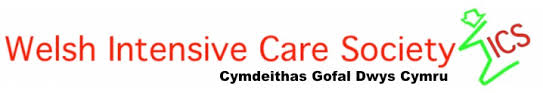 Welsh Intensive Care Society ICS
Cymdeithas Gofal Dwys Cymru